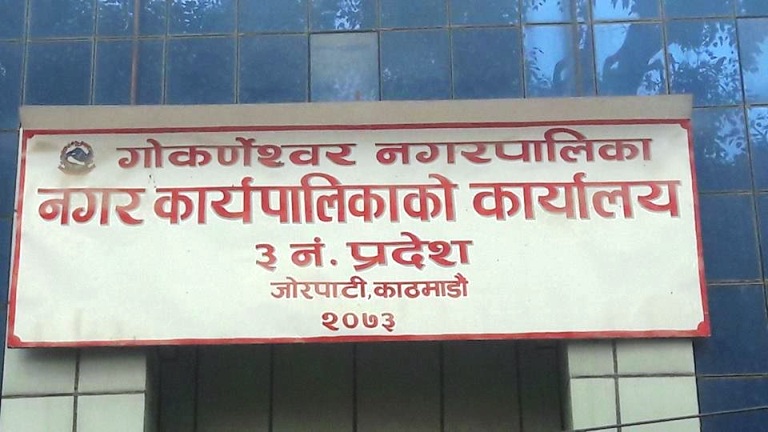 गोकर्णेश्वर नगरपालिका
नगर कार्यपालिकाको कार्यालय
३ नं. प्रदेश
जोरपाटी,काठमाडौ
२०७३